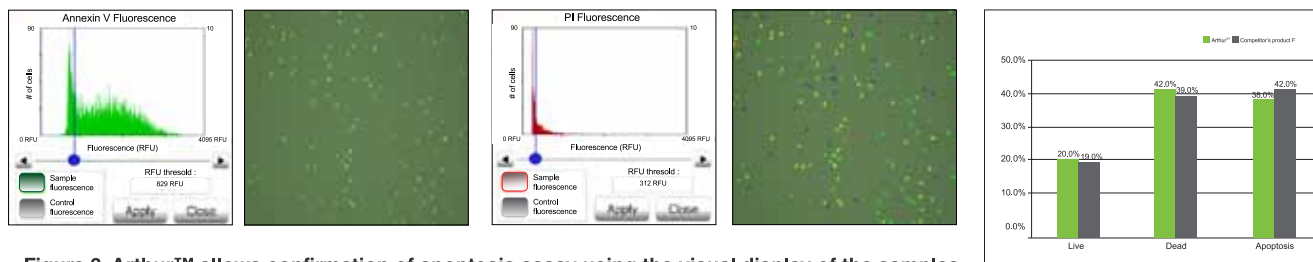 Annexin V Fluorescence
90
10
# of cells
0 RFU
4095 RFU
Fluorescence (RFU)
Sample
fluorescence
RFU thresold :
829 RFU
Control
fluorescence
Apply
Close
PI Fluorescence
90
10
# of cells
0 RFU
4095 RFU
Fluorescence (RFU)
Sample
fluorescence
RFU thresold :
312 RFU
Control
fluorescence
Apply
Close
Arthur™ Competitor's product F
50.0%
40.0%
30.0%
20.0%
10.0%
0.0%
20.0%
19.0%
42.0%
39.0%
38.0%
42.0%
Live
Dead
Apoptosis
Figure 2. Arthur™ allows confirmation of apoptosis assay using the visual display of the samples